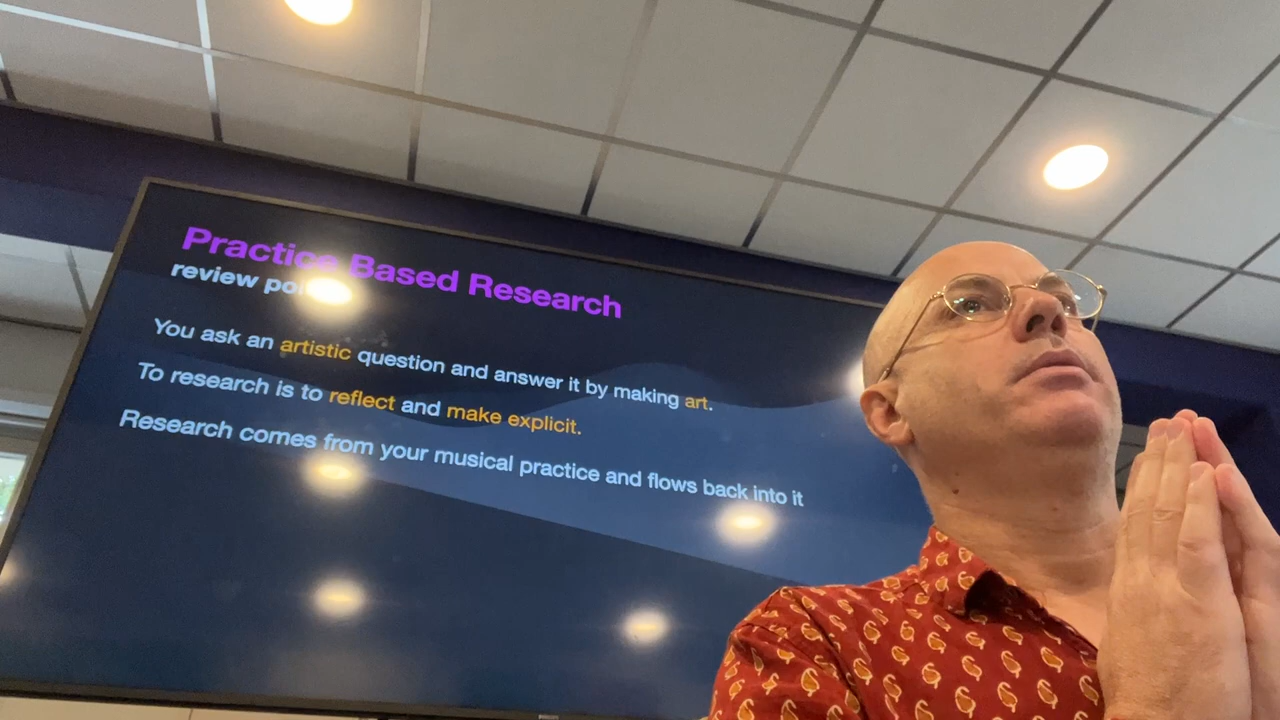 Practice Based Research
review
You ask an artistic question and answer it by making art.
To research is to reflect and make explicit.
Research comes from your musical practice and flows back into it